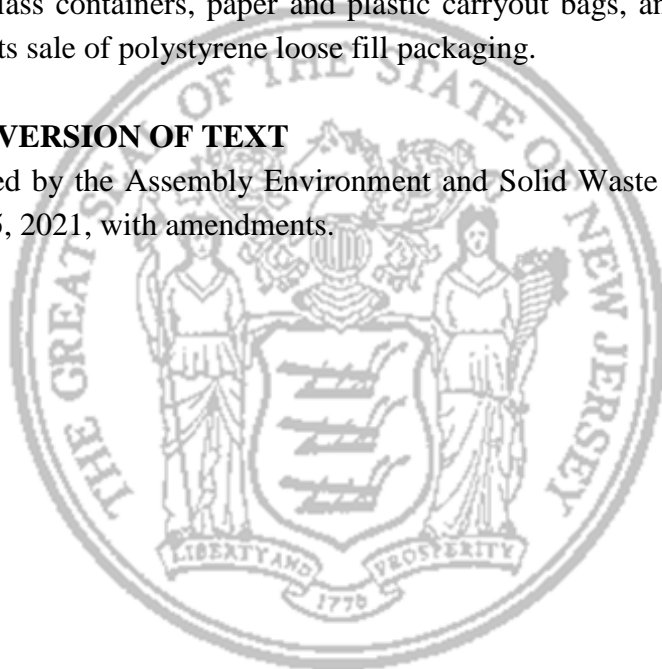 lass containers, paper and plastic carryout bags, an
ts sale of polystyrene loose fill packaging.
VERSION OF TEXT
ed by the Assembly Environment and Solid Waste
5, 2021, with amendments.
THE GREAT SEAL OF THE STATE OF NEW JERSEY
LIBERTY AND PROSPERITY
1776